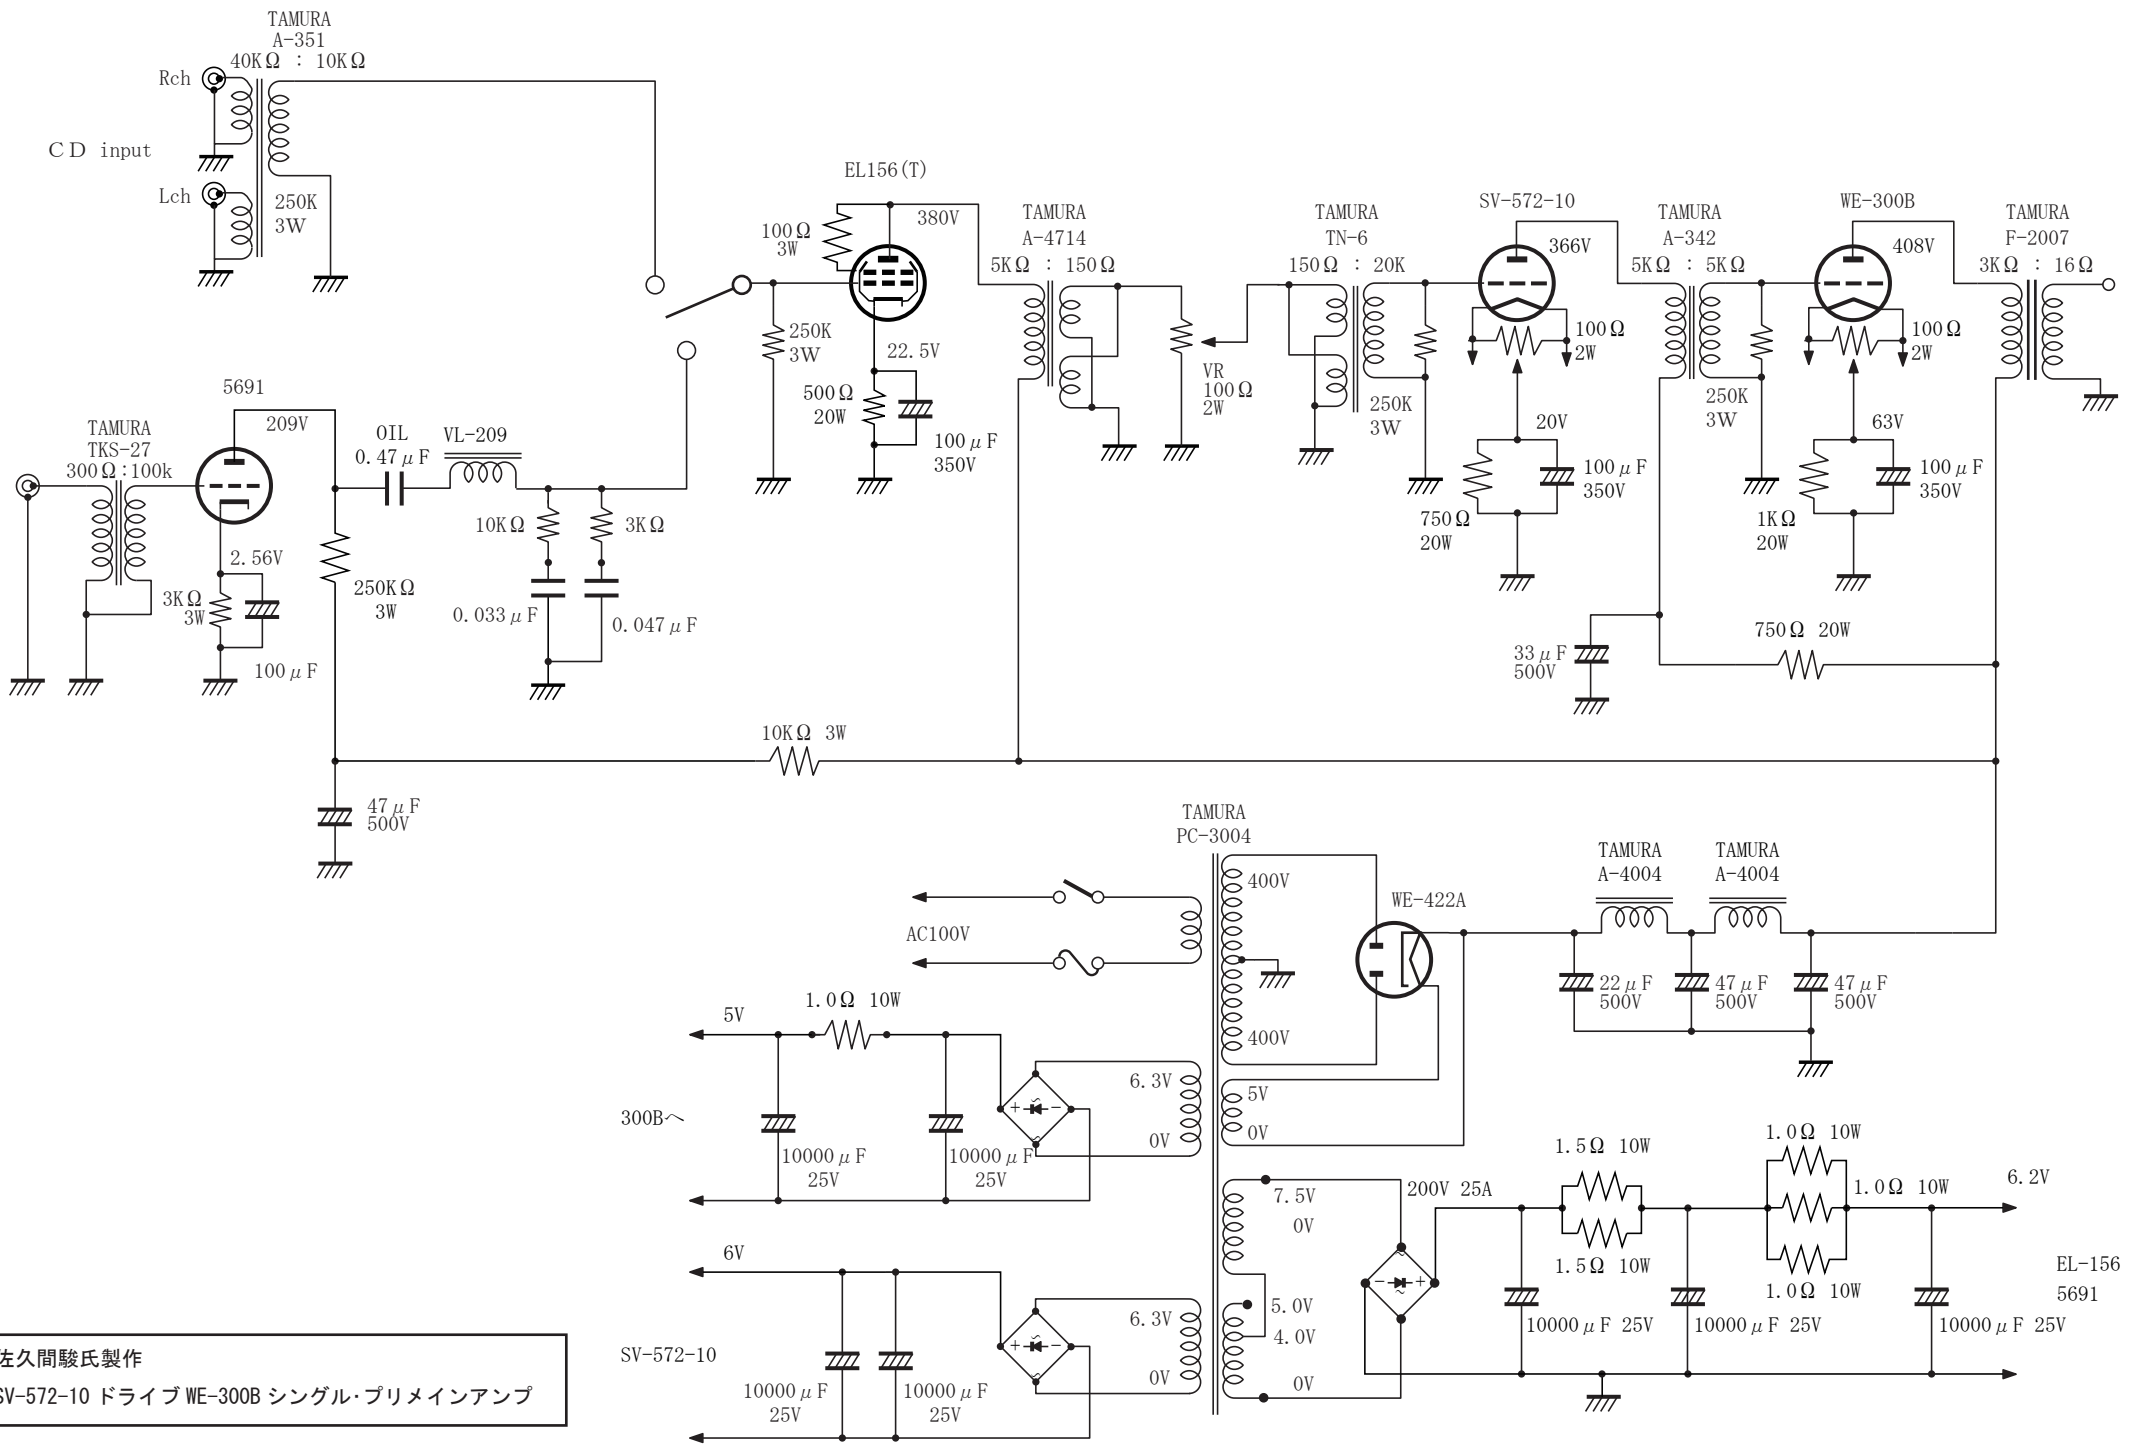 TAMURA
A-351
40KΩ : 10KΩ
Rch
CD input
Lch
250K
3W
EL156(T)
100Ω
3W
380V
250K
3W
22.5V
500Ω
20W
100μF
350V
TAMURA
A-4714
5KΩ : 150Ω
VR
100Ω
2W
TAMURA
TN-6
150Ω : 20K
250K
3W
SV-572-10
366V
100Ω
2W
20V
100μF
350V
750Ω
20W
TAMURA
A-342
5KΩ : 5KΩ
250K
3W
WE-300B
408V
100Ω
2W
63V
100μF
350V
1KΩ
20W
TAMURA
F-2007
3KΩ : 16Ω
5691
209V
TAMURA
TKS-27
300Ω:100k
2.56V
3KΩ
3W
100μF
OIL
0.47μF
VL-209
250KΩ
3W
10KΩ
3KΩ
0.033μF
0.047μF
33μF
500V
750Ω 20W
10KΩ 3W
47μF
500V
TAMURA
PC-3004
400V
400V
AC100V
WE-422A
TAMURA
A-4004
TAMURA
A-4004
22μF
500V
47μF
500V
47μF
500V
5V
1.0Ω 10W
300Bへ
10000μF
25V
10000μF
25V
+ ~ − ~
6.3V
0V
5V
0V
6V
SV-572-10
10000μF
25V
10000μF
25V
+ ~ − ~
6.3V
0V
7.5V
0V
5.0V
4.0V
0V
200V 25A
− ~ + ~
1.5Ω 10W
1.5Ω 10W
1.0Ω 10W
1.0Ω 10W
1.0Ω 10W
6.2V
EL-156
5691
10000μF 25V
10000μF 25V
10000μF 25V
佐久間駿氏製作
SV-572-10 ドライブ WE-300B シングル・プリメインアンプ